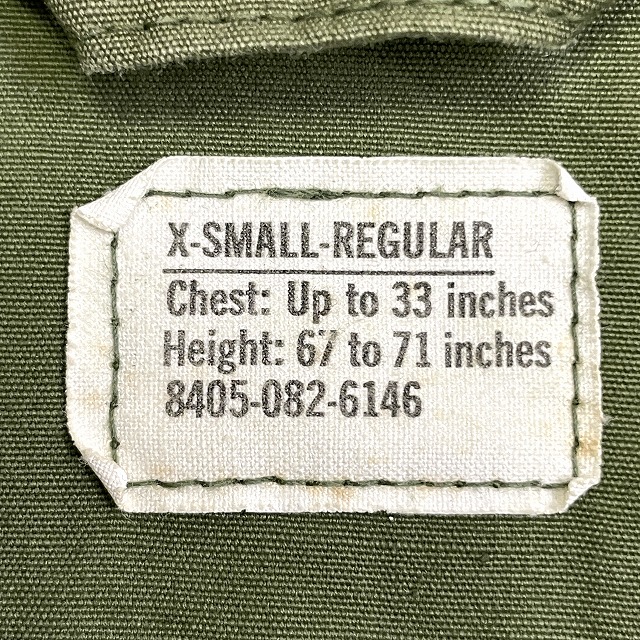 X-SMALL-REGULAR
Chest: Up to 33 inches
Height: 67 to 71 inches
8405-082-6146